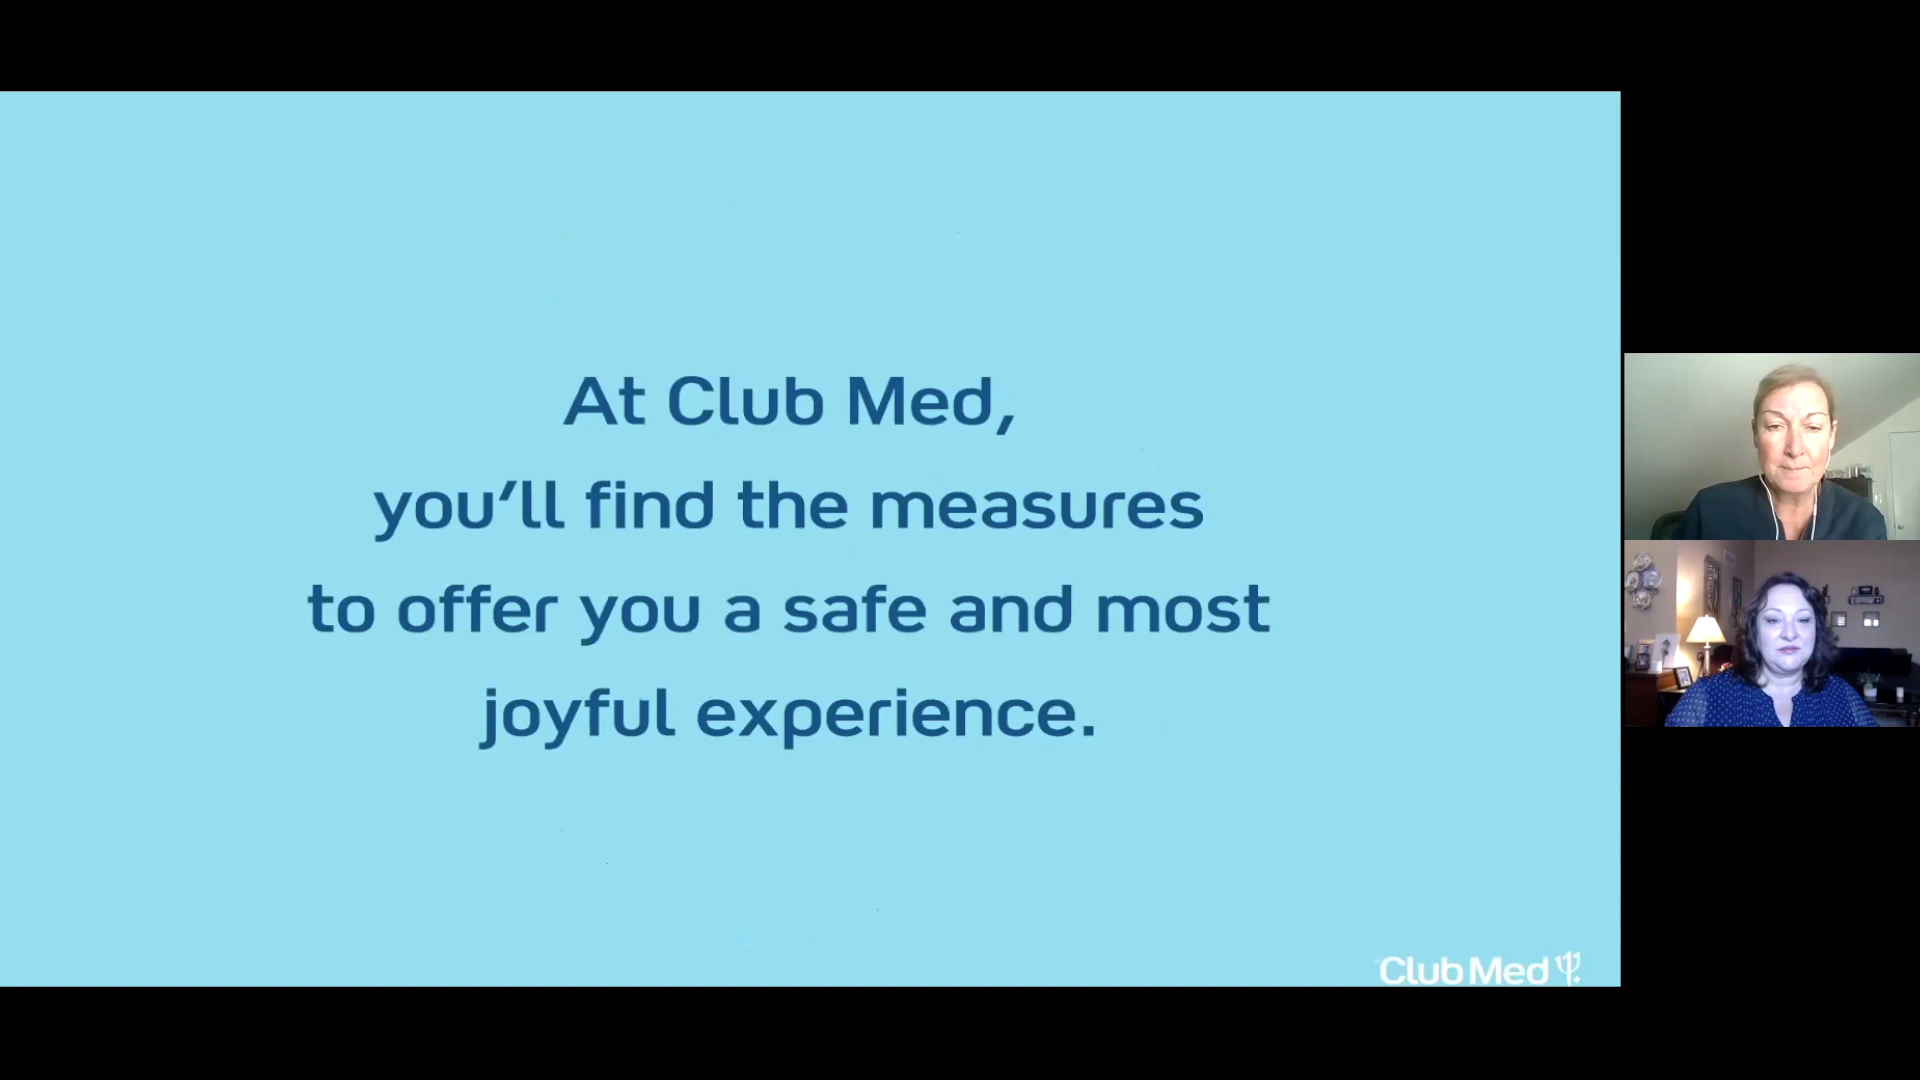 At Club Med,
you’ll find the measures
to offer you a safe and most
joyful experience.
Club Med